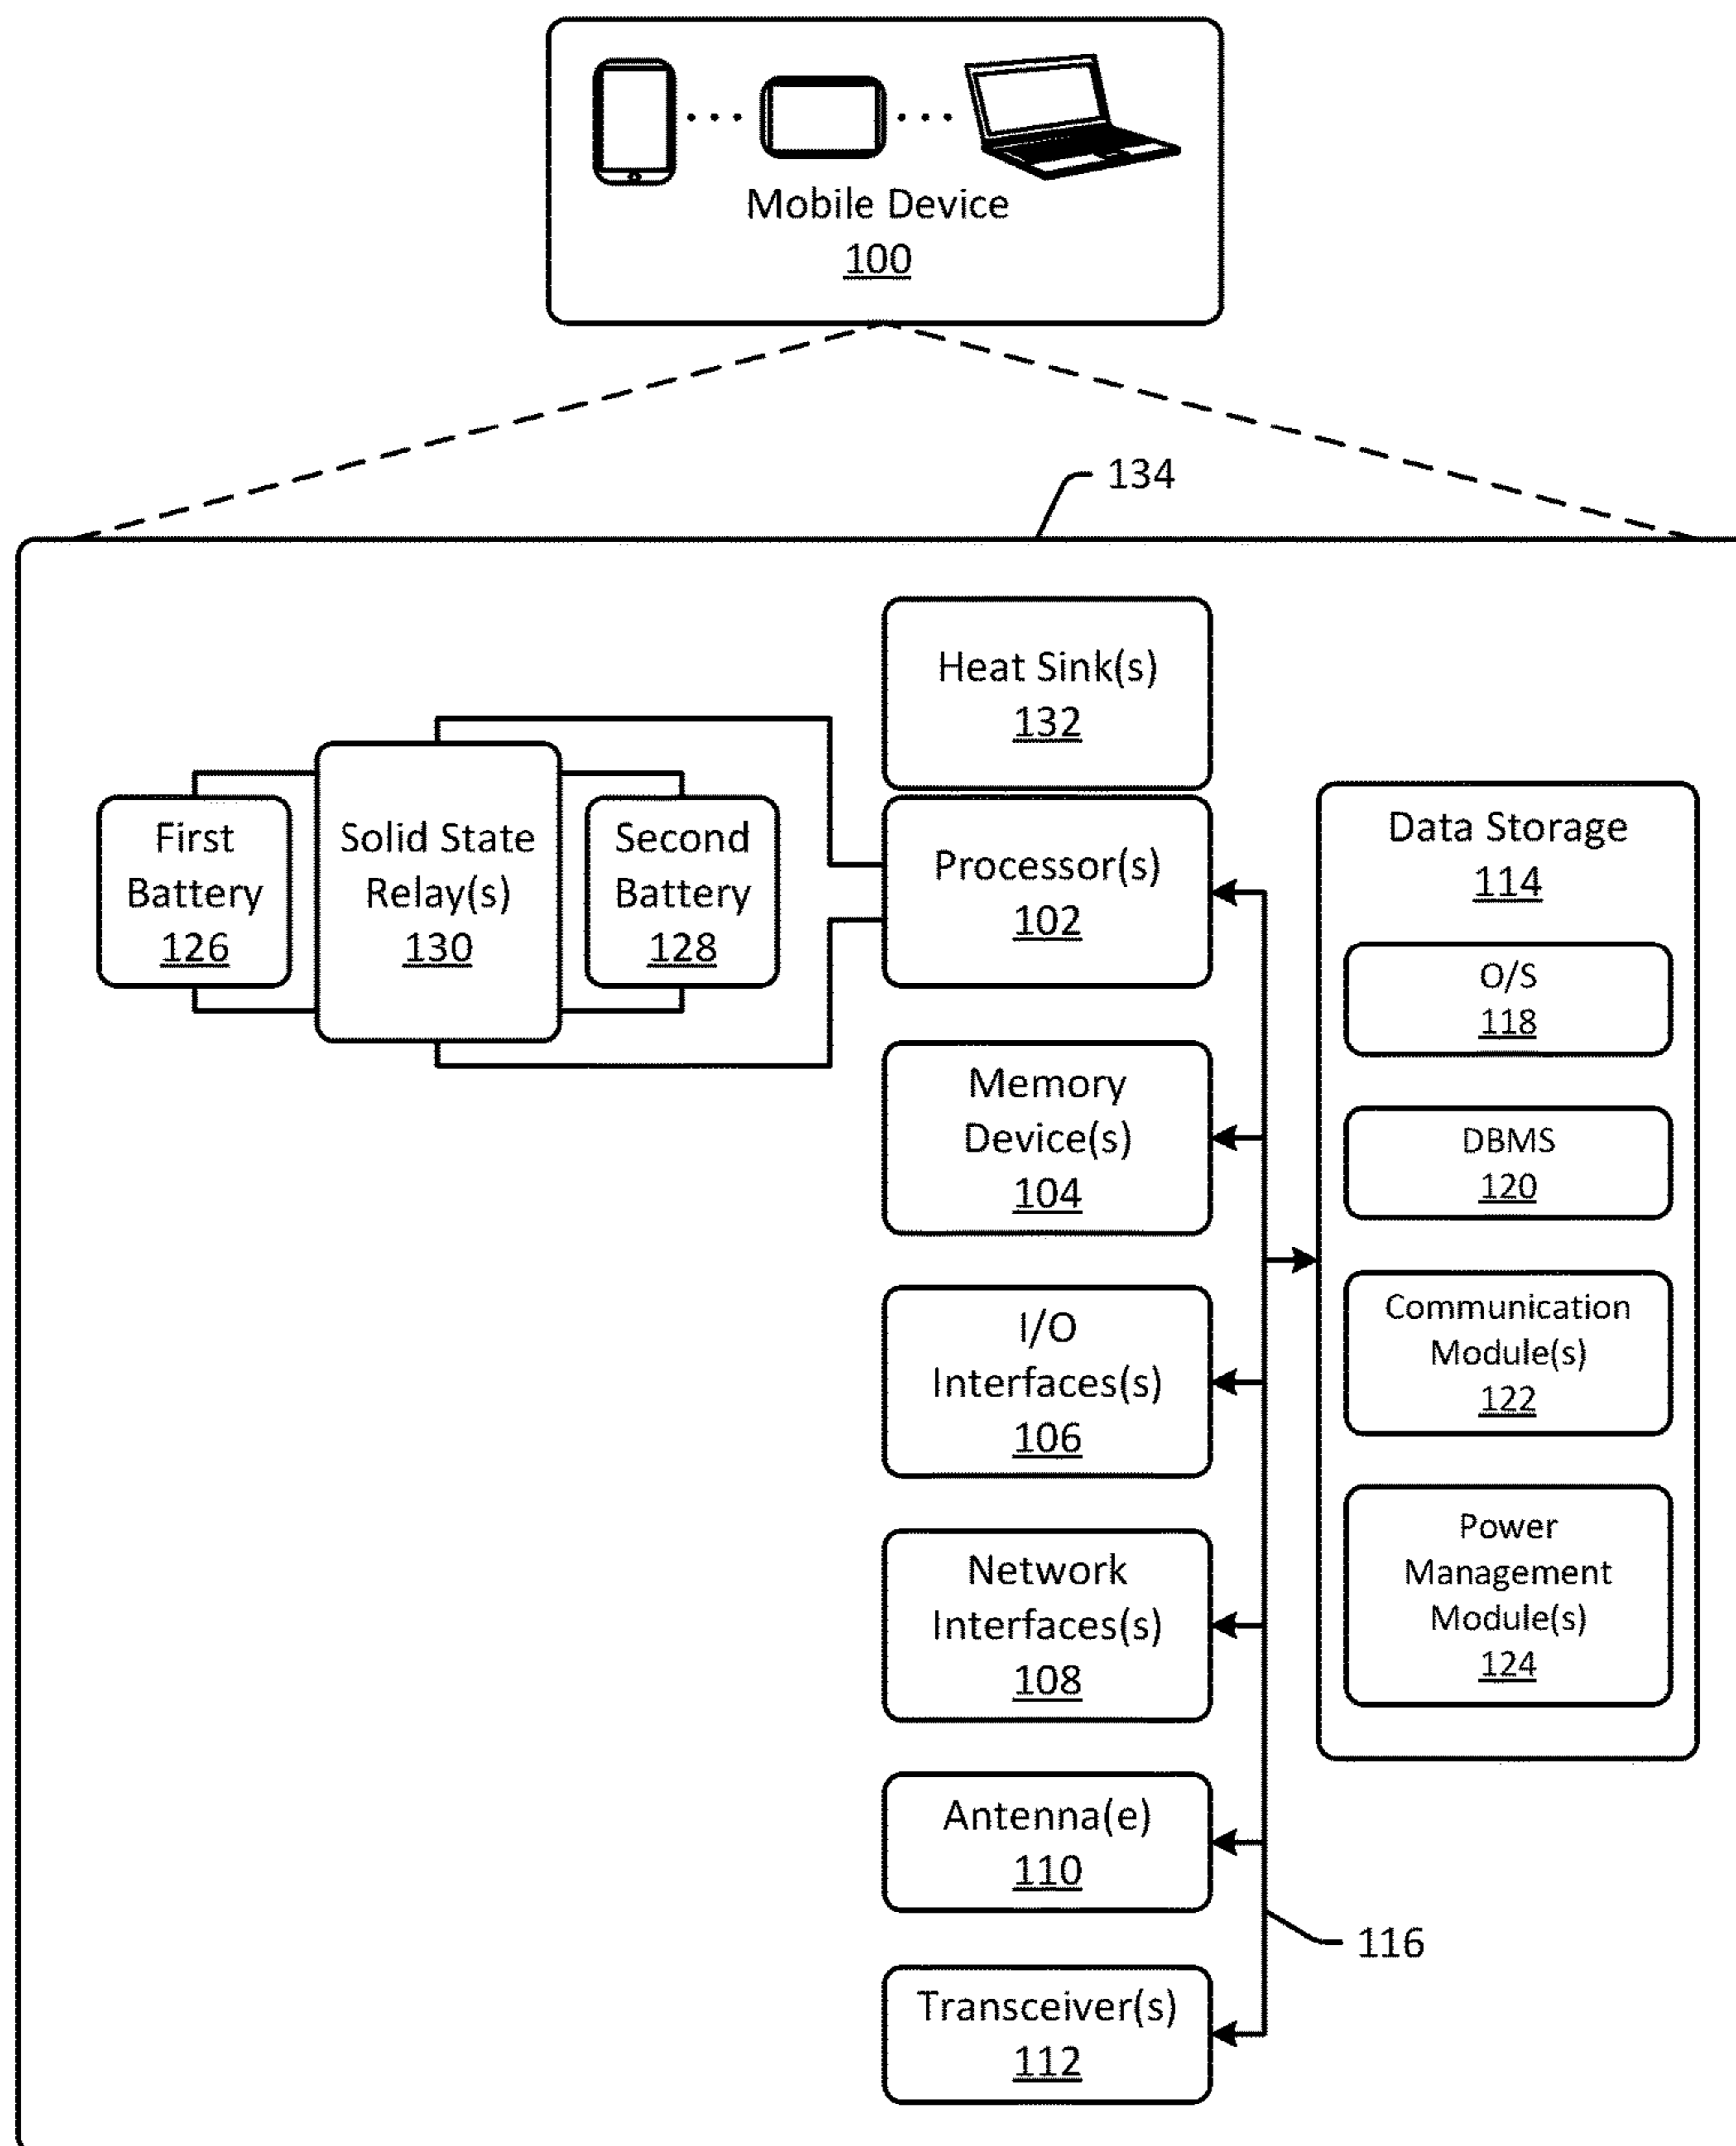 Mobile Device
100
134
Heat Sink(s)
132
First
Battery
126
Solid State
Relay(s)
130
Second
Battery
128
Processor(s)
102
Memory
Device(s)
104
I/O
Interfaces(s)
106
Network
Interfaces(s)
108
Antenna(e)
110
Transceiver(s)
112
116
Data Storage
114
O/S
118
DBMS
120
Communication
Module(s)
122
Power
Management
Module(s)
124